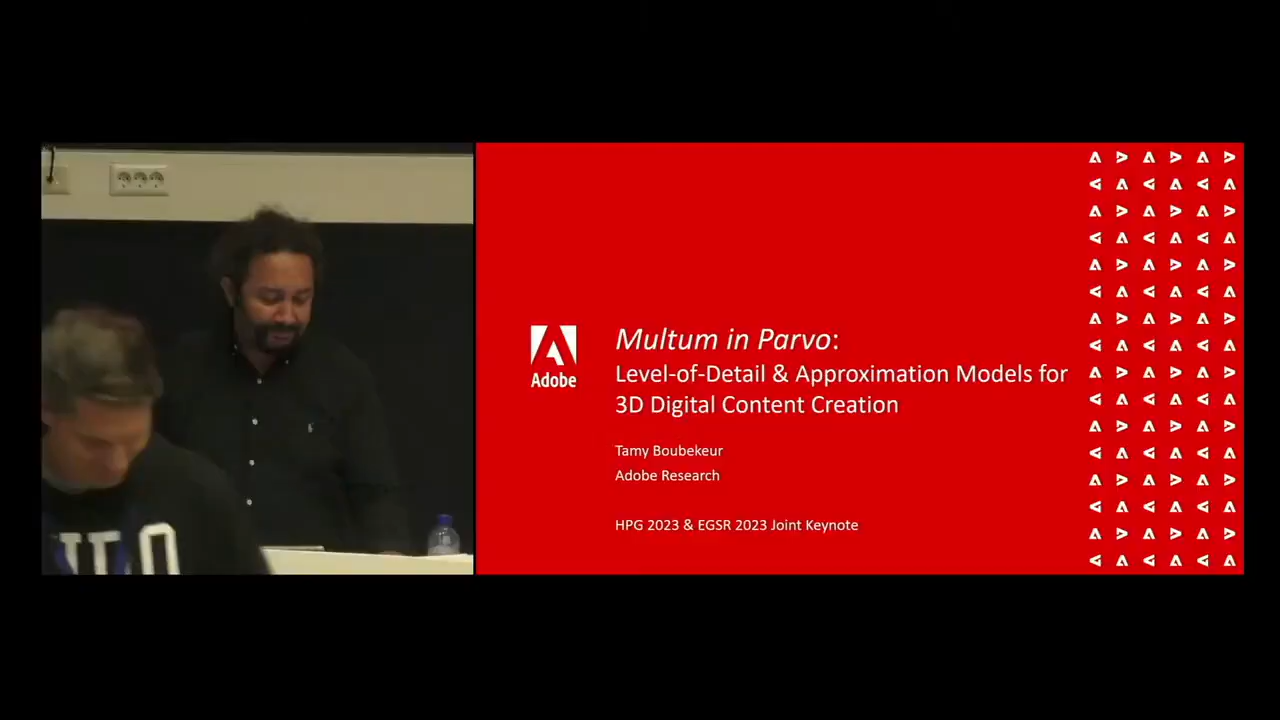 Multum in Parvo:
Level-of-Detail & Approximation Models for
3D Digital Content Creation
Adobe
Tamy Boubekeur
Adobe Research
HPG 2023 & EGSR 2023 Joint Keynote